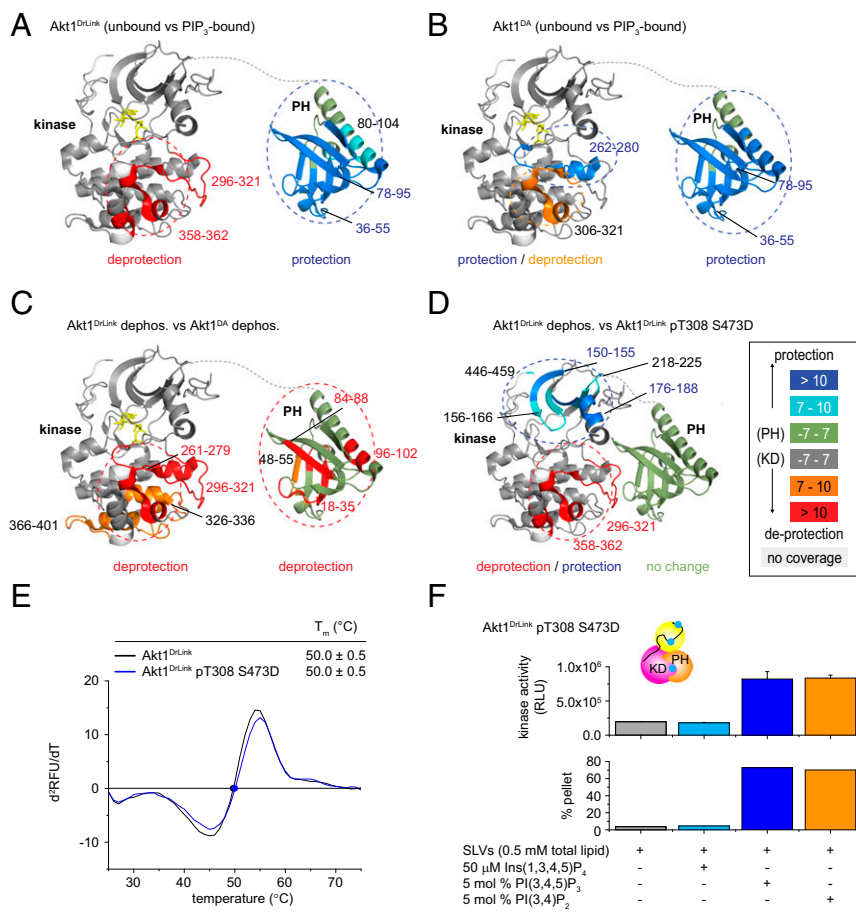 A
Akt1DrLink (unbound vs PIP3-bound)
kinase
PH
80-104
296-321
78-95
358-362
36-55
deprotection
protection
B
Akt1DA (unbound vs PIP3-bound)
kinase
PH
262-280
78-95
306-321
36-55
protection / deprotection
protection
C
Akt1DrLink dephos. vs Akt1DA dephos.
kinase
PH
84-88
261-279
48-55
96-102
296-321
18-35
366-401
326-336
deprotection
deprotection
D
Akt1DrLink dephos. vs Akt1DrLink pT308 S473D
446-459
150-155
218-225
176-188
156-166
kinase
PH
296-321
358-362
deprotection / protection
no change
protection
> 10
7 - 10
(PH) -7 - 7
(KD) -7 - 7
7 - 10
> 10
de-protection
no coverage
E
Tm (°C)
Akt1DrLink 50.0 ± 0.5
Akt1DrLink pT308 S473D 50.0 ± 0.5
d²RFU/dT
20
10
0
-10
40
60
temperature (°C)
F
Akt1DrLink pT308 S473D
KD
PH
kinase activity (RLU)
1.0x10⁶
5.0x10⁵
0.0
% pellet
80
60
40
20
0
SLVs (0.5 mM total lipid) + + + +
50 μM Ins(1,3,4,5)P4 - + - -
5 mol % PI(3,4,5)P3 - - + -
5 mol % PI(3,4)P2 - - - +